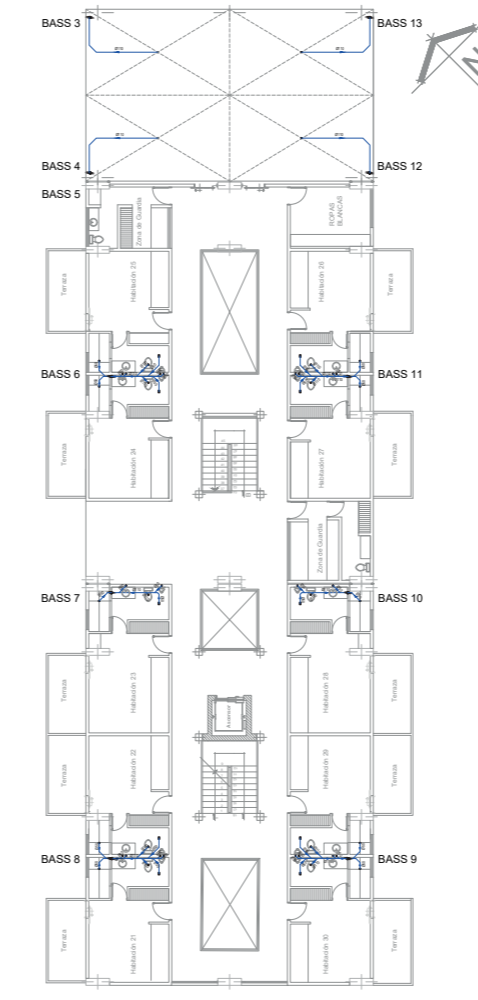 BASS 3
BASS 13
N
BASS 4
BASS 12
BASS 5
Zona de Guardia
ROPAS
BLANCAS
Terraza
Habitación 25
Habitación 26
Terraza
BASS 6
BASS 11
Terraza
Habitación 24
Habitación 27
Terraza
Zona de Guardia
BASS 7
BASS 10
Terraza
Habitación 23
Habitación 28
Terraza
Ascensor
Terraza
Habitación 22
Habitación 29
Terraza
BASS 8
BASS 9
Terraza
Habitación 21
Habitación 30
Terraza